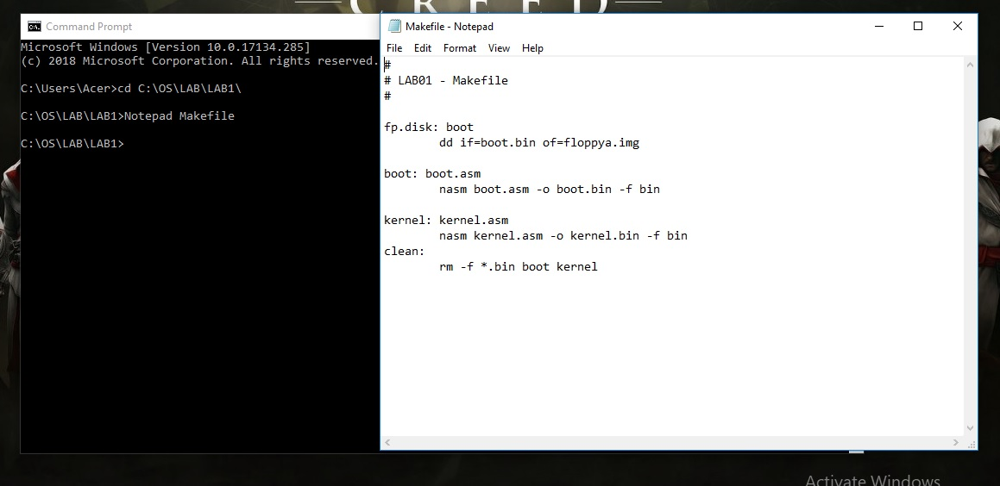 CREED
Command Prompt
Microsoft Windows [Version 10.0.17134.285]
(c) 2018 Microsoft Corporation. All rights reserved.
C:\Users\Acer>cd C:\OS\LAB\LAB1\
C:\OS\LAB\LAB1>Notepad Makefile
C:\OS\LAB\LAB1>
Makefile - Notepad
File Edit Format View Help
#
# LAB01 - Makefile
#
fp.disk: boot
dd if=boot.bin of=floppya.img
boot: boot.asm
nasm boot.asm -o boot.bin -f bin
kernel: kernel.asm
nasm kernel.asm -o kernel.bin -f bin
clean:
rm -f *.bin boot kernel
Activate Windows